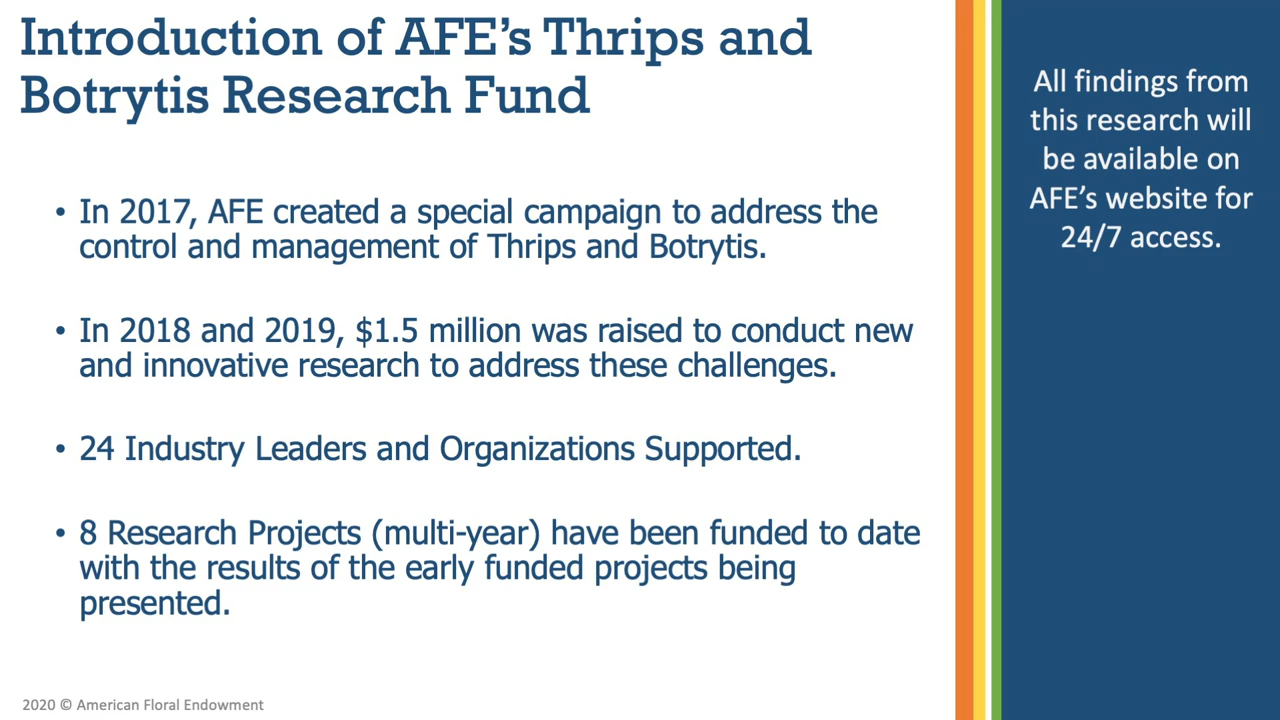 Introduction of AFE's Thrips and
Botrytis Research Fund
• In 2017, AFE created a special campaign to address the
control and management of Thrips and Botrytis.
• In 2018 and 2019, $1.5 million was raised to conduct new
and innovative research to address these challenges.
• 24 Industry Leaders and Organizations Supported.
• 8 Research Projects (multi-year) have been funded to date
with the results of the early funded projects being
presented.
2020 © American Floral Endowment
All findings from
this research will
be available on
AFE's website for
24/7 access.